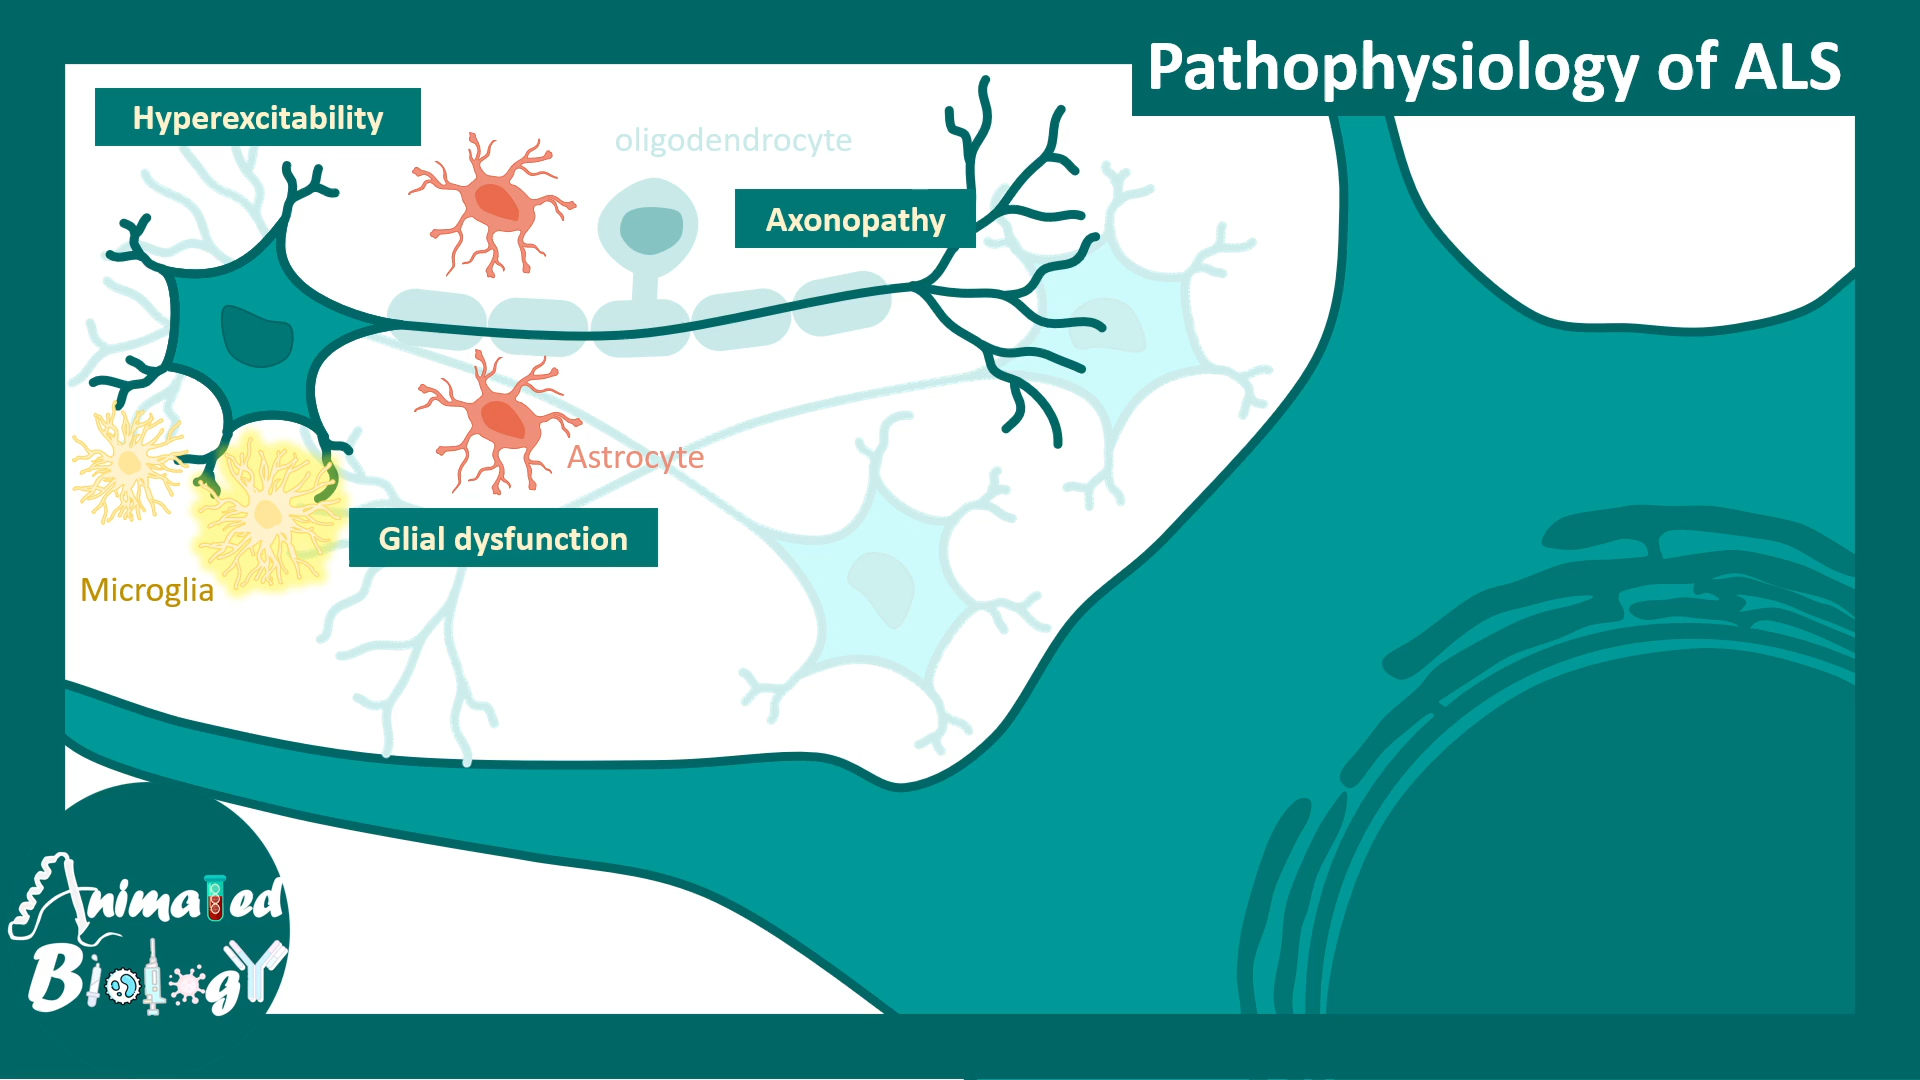 Pathophysiology of ALS
Hyperexcitability
oligodendrocyte
Axonopathy
Astrocyte
Glial dysfunction
Microglia
Animated
Biology